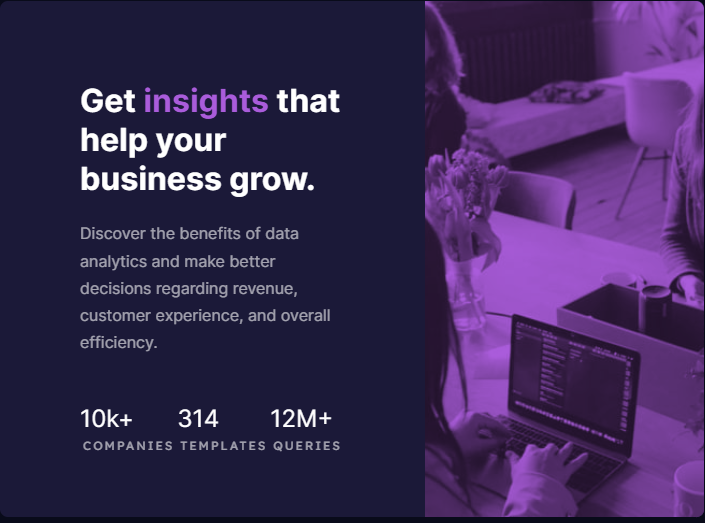 Get insights that
help your
business grow.
Discover the benefits of data
analytics and make better
decisions regarding revenue,
customer experience, and overall
efficiency.
10k+ 314 12M+
COMPANIES TEMPLATES QUERIES